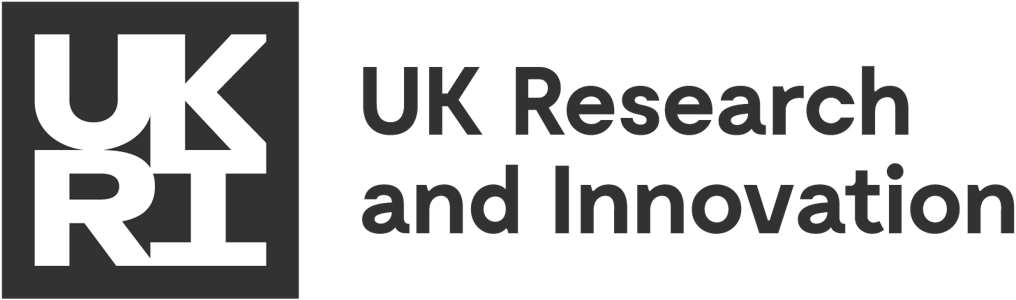 UK
RI
UK Research
and Innovation